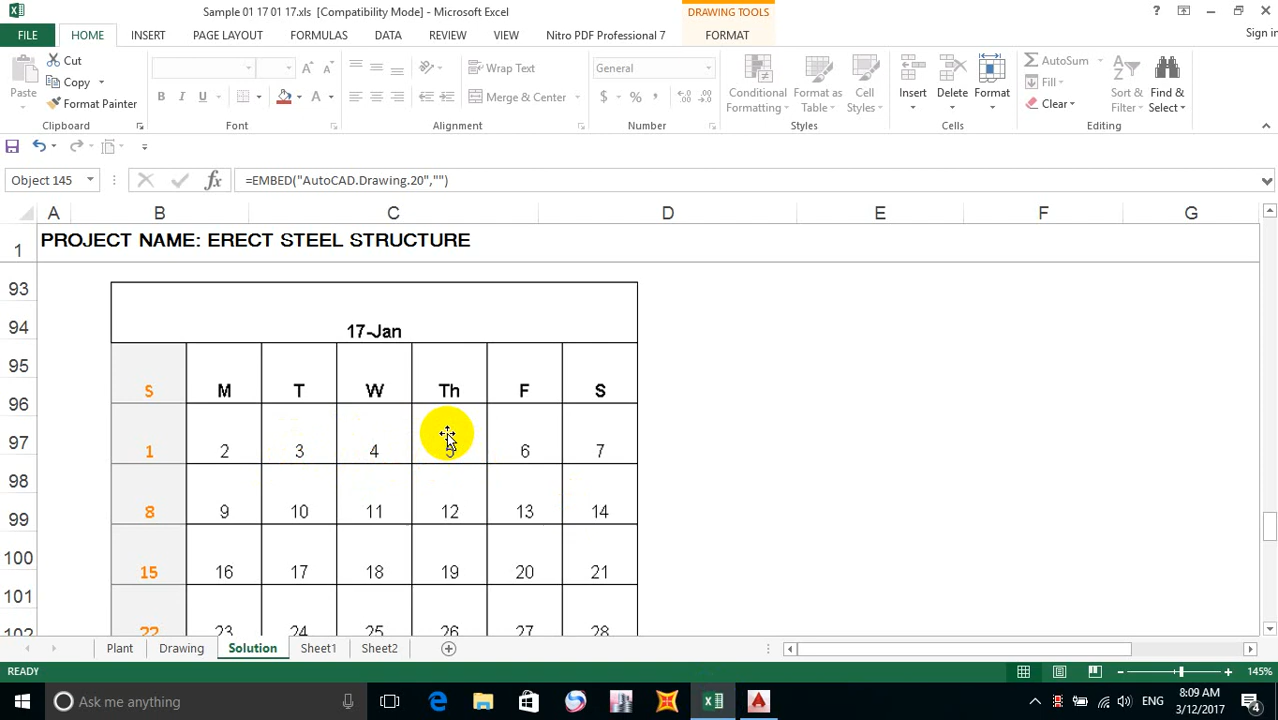 Sample 01 17 01 17.xls [Compatibility Mode] - Microsoft Excel
DRAWING TOOLS
?
FILE HOME INSERT PAGE LAYOUT FORMULAS DATA REVIEW VIEW Nitro PDF Professional 7 FORMAT Sign in
Paste
Cut
Copy
Format Painter
Clipboard
B I U
Font
Wrap Text
Merge & Center
Alignment
General
$ % ,
Number
Conditional Formatting
Format as Table
Cell Styles
Styles
Insert
Delete
Format
Cells
AutoSum
Fill
Clear
Sort & Filter
Find & Select
Editing
Object 145
fx
=EMBED("AutoCAD.Drawing.20","")
A B C D E F G
1 PROJECT NAME: ERECT STEEL STRUCTURE
93
94 17-Jan
95
S M T W Th F S
96
97
1 2 3 4 5 6 7
98
8 9 10 11 12 13 14
99
100
15 16 17 18 19 20 21
101
102
22 23 24 25 26 27 28
Plant Drawing Solution Sheet1 Sheet2
READY
145%
Ask me anything
ENG
8:09 AM
3/12/2017
4